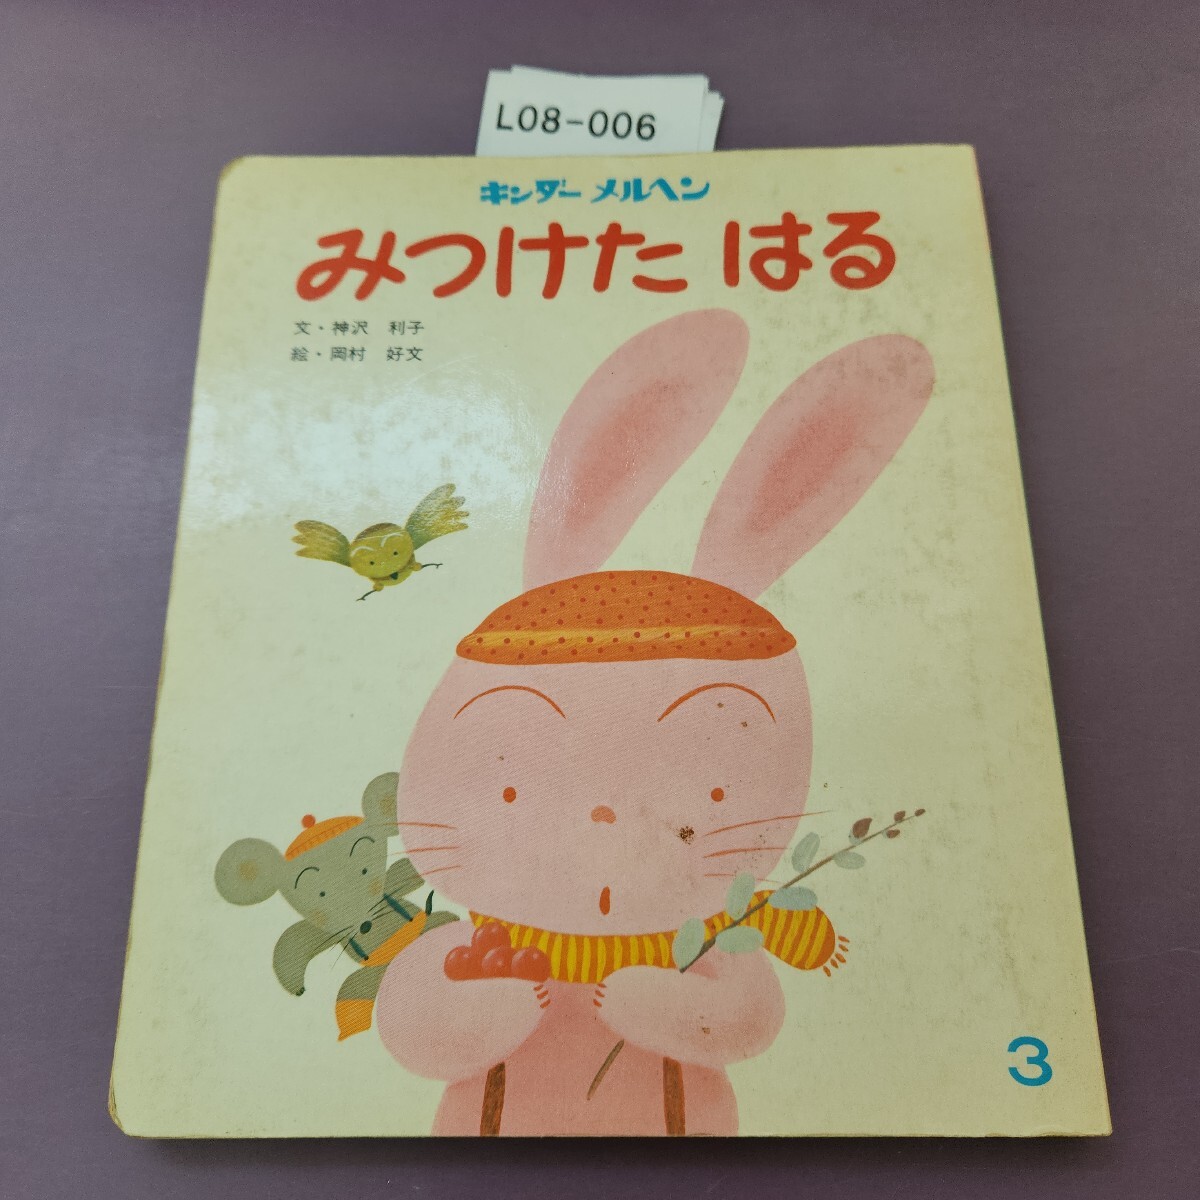 L08-006
キンダーメルヘン
みつけた はる
文・神沢 利子
絵・岡村 好文
3